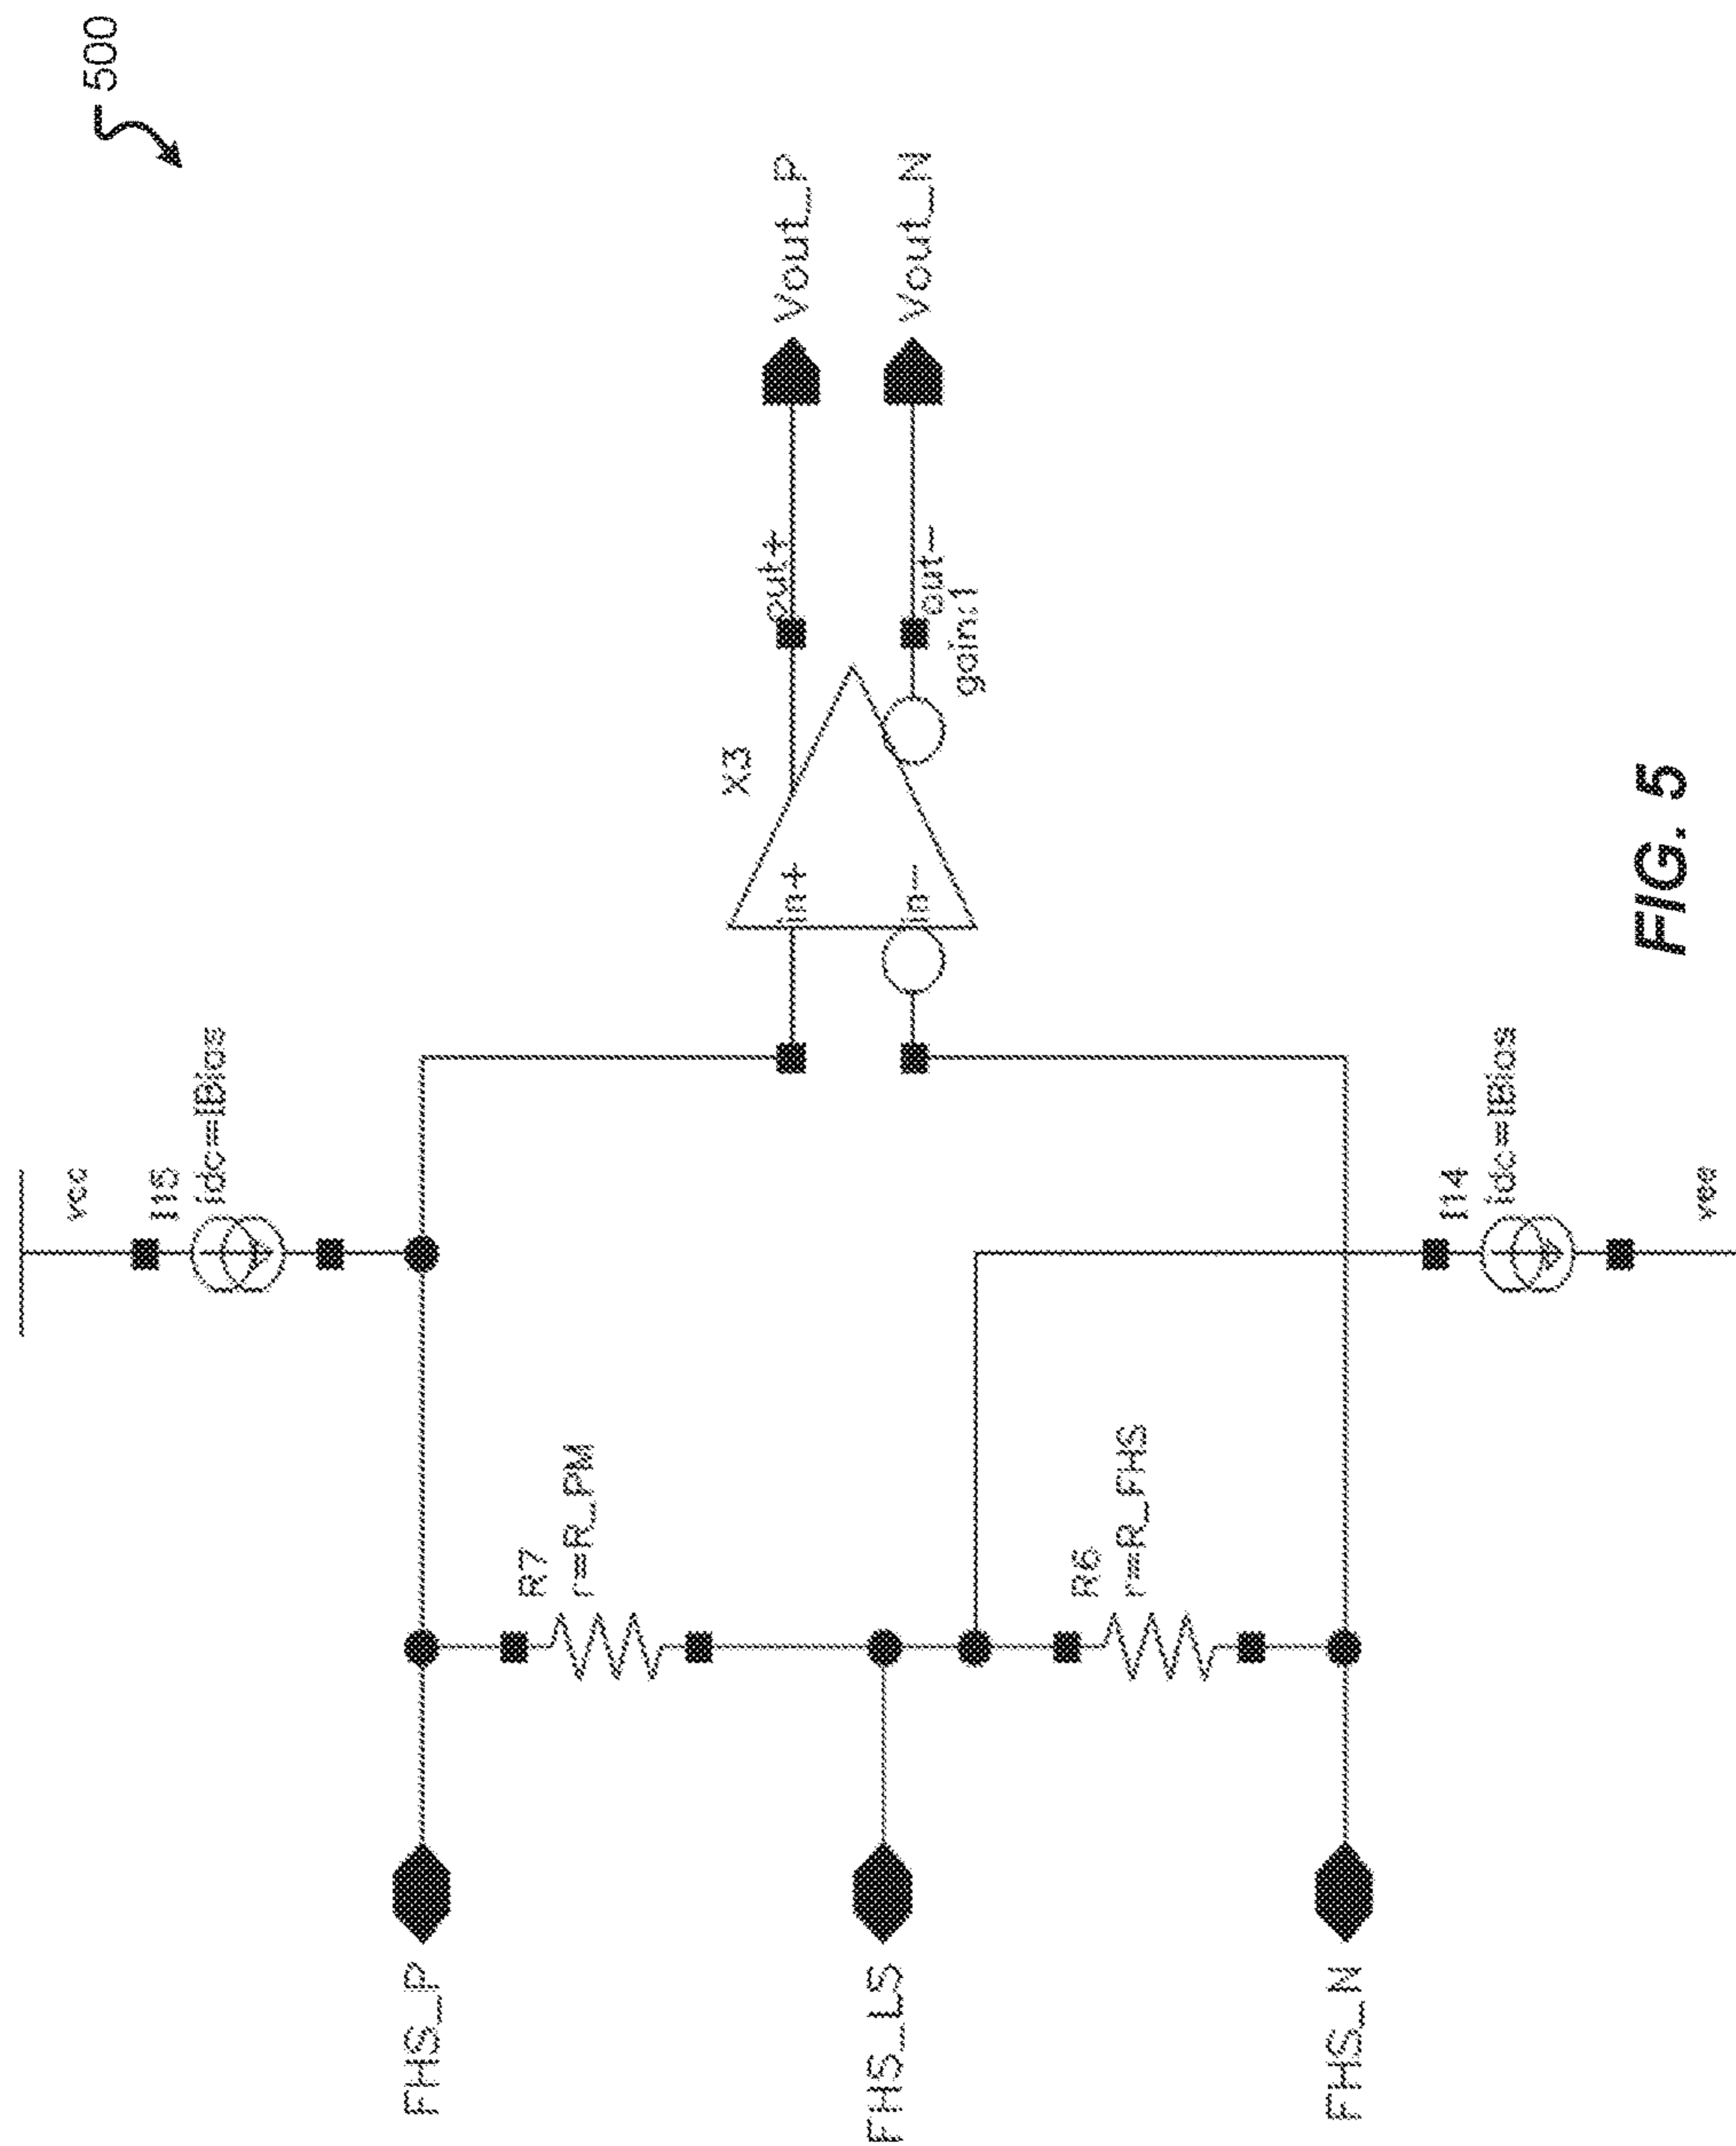 500
vcc
I15
idc=IBias
FHS_P
R7
r=R_PM
X3
in+
out+
Vout_P
FHS_LS
in-
out-
gain:1
Vout_N
R6
r=R_FHS
FHS_N
I14
idc=IBias
vee
FIG. 5